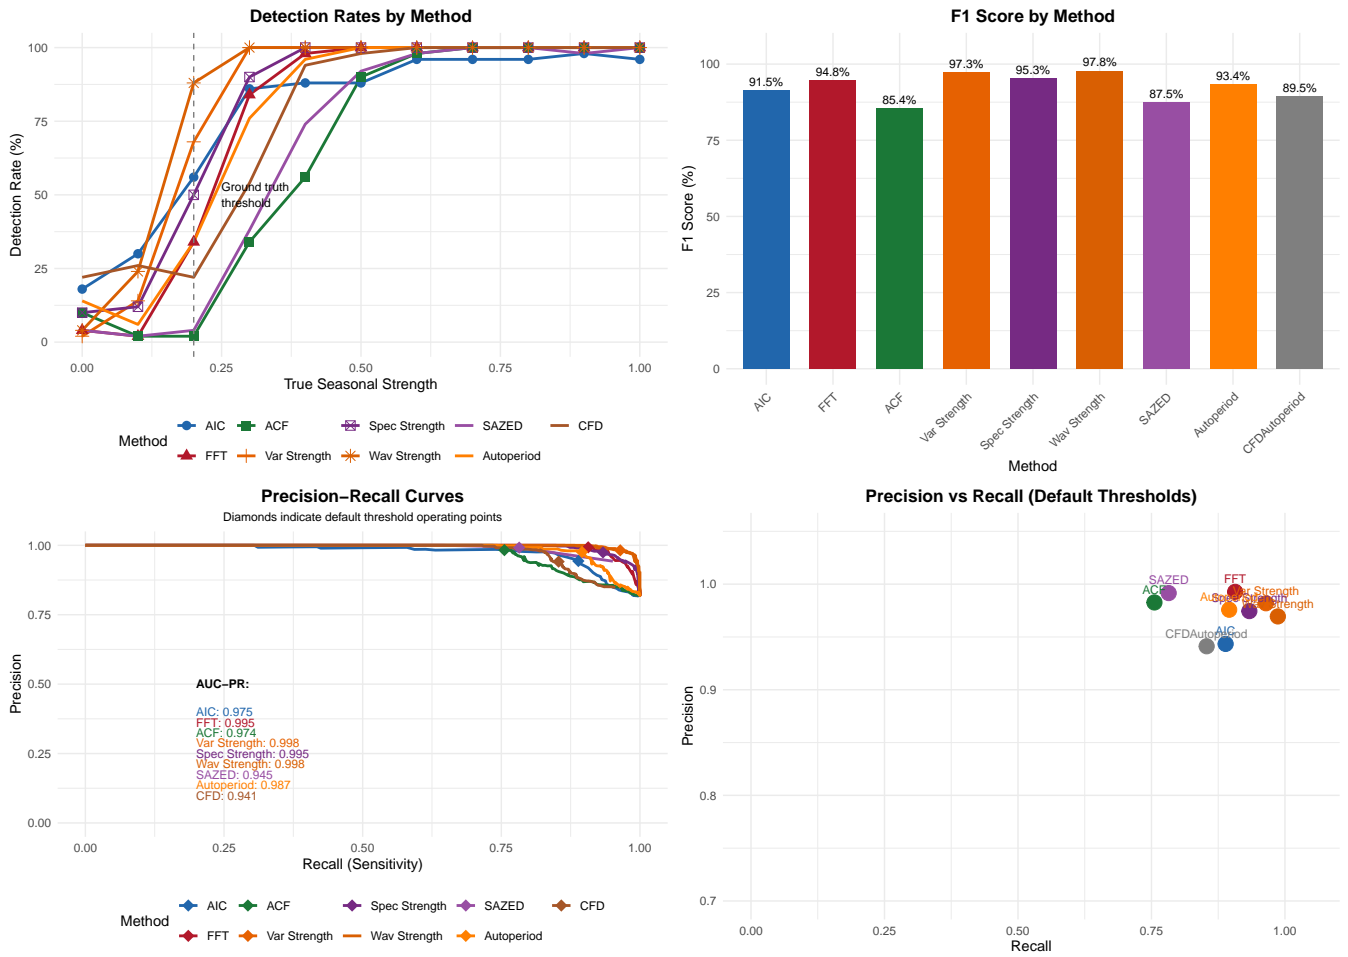 Detection Rates by Method
Detection Rate (%)
100
75
50
25
0
Ground truth
threshold
0.00
0.25
0.50
0.75
1.00
True Seasonal Strength
Method
AIC
ACF
Spec Strength
SAZED
CFD
FFT
Var Strength
Wav Strength
Autoperiod
F1 Score by Method
F1 Score (%)
100
75
50
25
0
91.5%
94.8%
85.4%
97.3%
95.3%
97.8%
87.5%
93.4%
89.5%
AIC
FFT
ACF
Var Strength
Spec Strength
Wav Strength
SAZED
Autoperiod
CFDAutoperiod
Method
Precision−Recall Curves
Diamonds indicate default threshold operating points
Precision
1.00
0.75
0.50
0.25
0.00
AUC−PR:
AIC: 0.975
FFT: 0.995
ACF: 0.974
Var Strength: 0.998
Spec Strength: 0.995
Wav Strength: 0.998
SAZED: 0.945
Autoperiod: 0.987
CFD: 0.941
0.00
0.25
0.50
0.75
1.00
Recall (Sensitivity)
Method
AIC
ACF
Spec Strength
SAZED
CFD
FFT
Var Strength
Wav Strength
Autoperiod
Precision vs Recall (Default Thresholds)
Precision
1.0
0.9
0.8
0.7
SAZED
ACF
FFT
Var Strength
Spec Strength
Strength
AIC
CFDAutoperiod
0.00
0.25
0.50
0.75
1.00
Recall